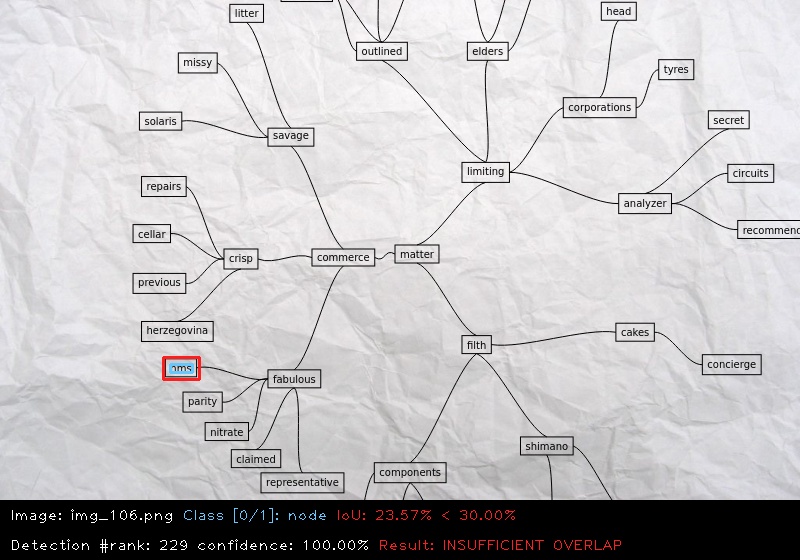 litter
head
outlined
elders
missy
tyres
corporations
solaris
secret
savage
limiting
circuits
repairs
analyzer
cellar
recommend
crisp
commerce
matter
previous
herzegovina
cakes
filth
concierge
fabulous
parity
nitrate
shimano
claimed
components
representative
Image: img_106.png Class [0/1]: node IoU: 23.57% < 30.00%
Detection #rank: 229 confidence: 100.00% Result: INSUFFICIENT OVERLAP